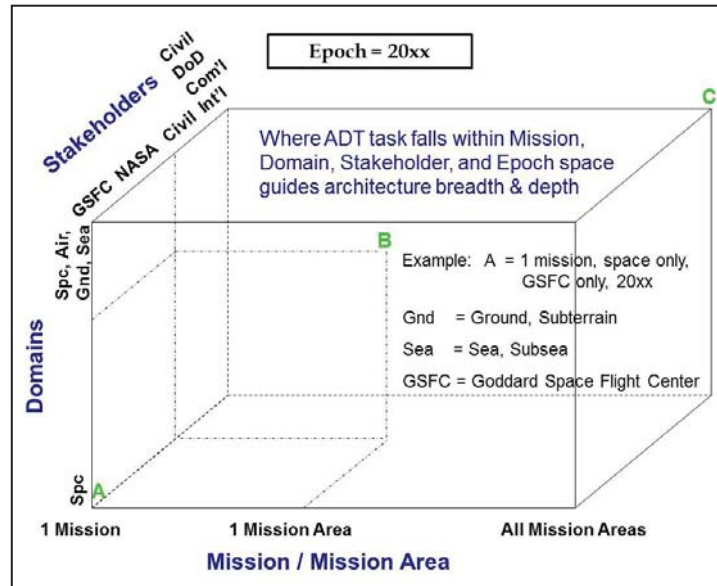 Epoch = 20xx
Stakeholders
GSFC NASA Civil Civil
DoD
Com'l
Int'l
C
Where ADT task falls within Mission,
Domain, Stakeholder, and Epoch space
guides architecture breadth & depth
B
Example: A = 1 mission, space only,
GSFC only, 20xx
Gnd = Ground, Subterrain
Sea = Sea, Subsea
GSFC = Goddard Space Flight Center
Domains
Spc, Air,
Gnd, Sea
Spc
A
1 Mission
1 Mission Area
All Mission Areas
Mission / Mission Area